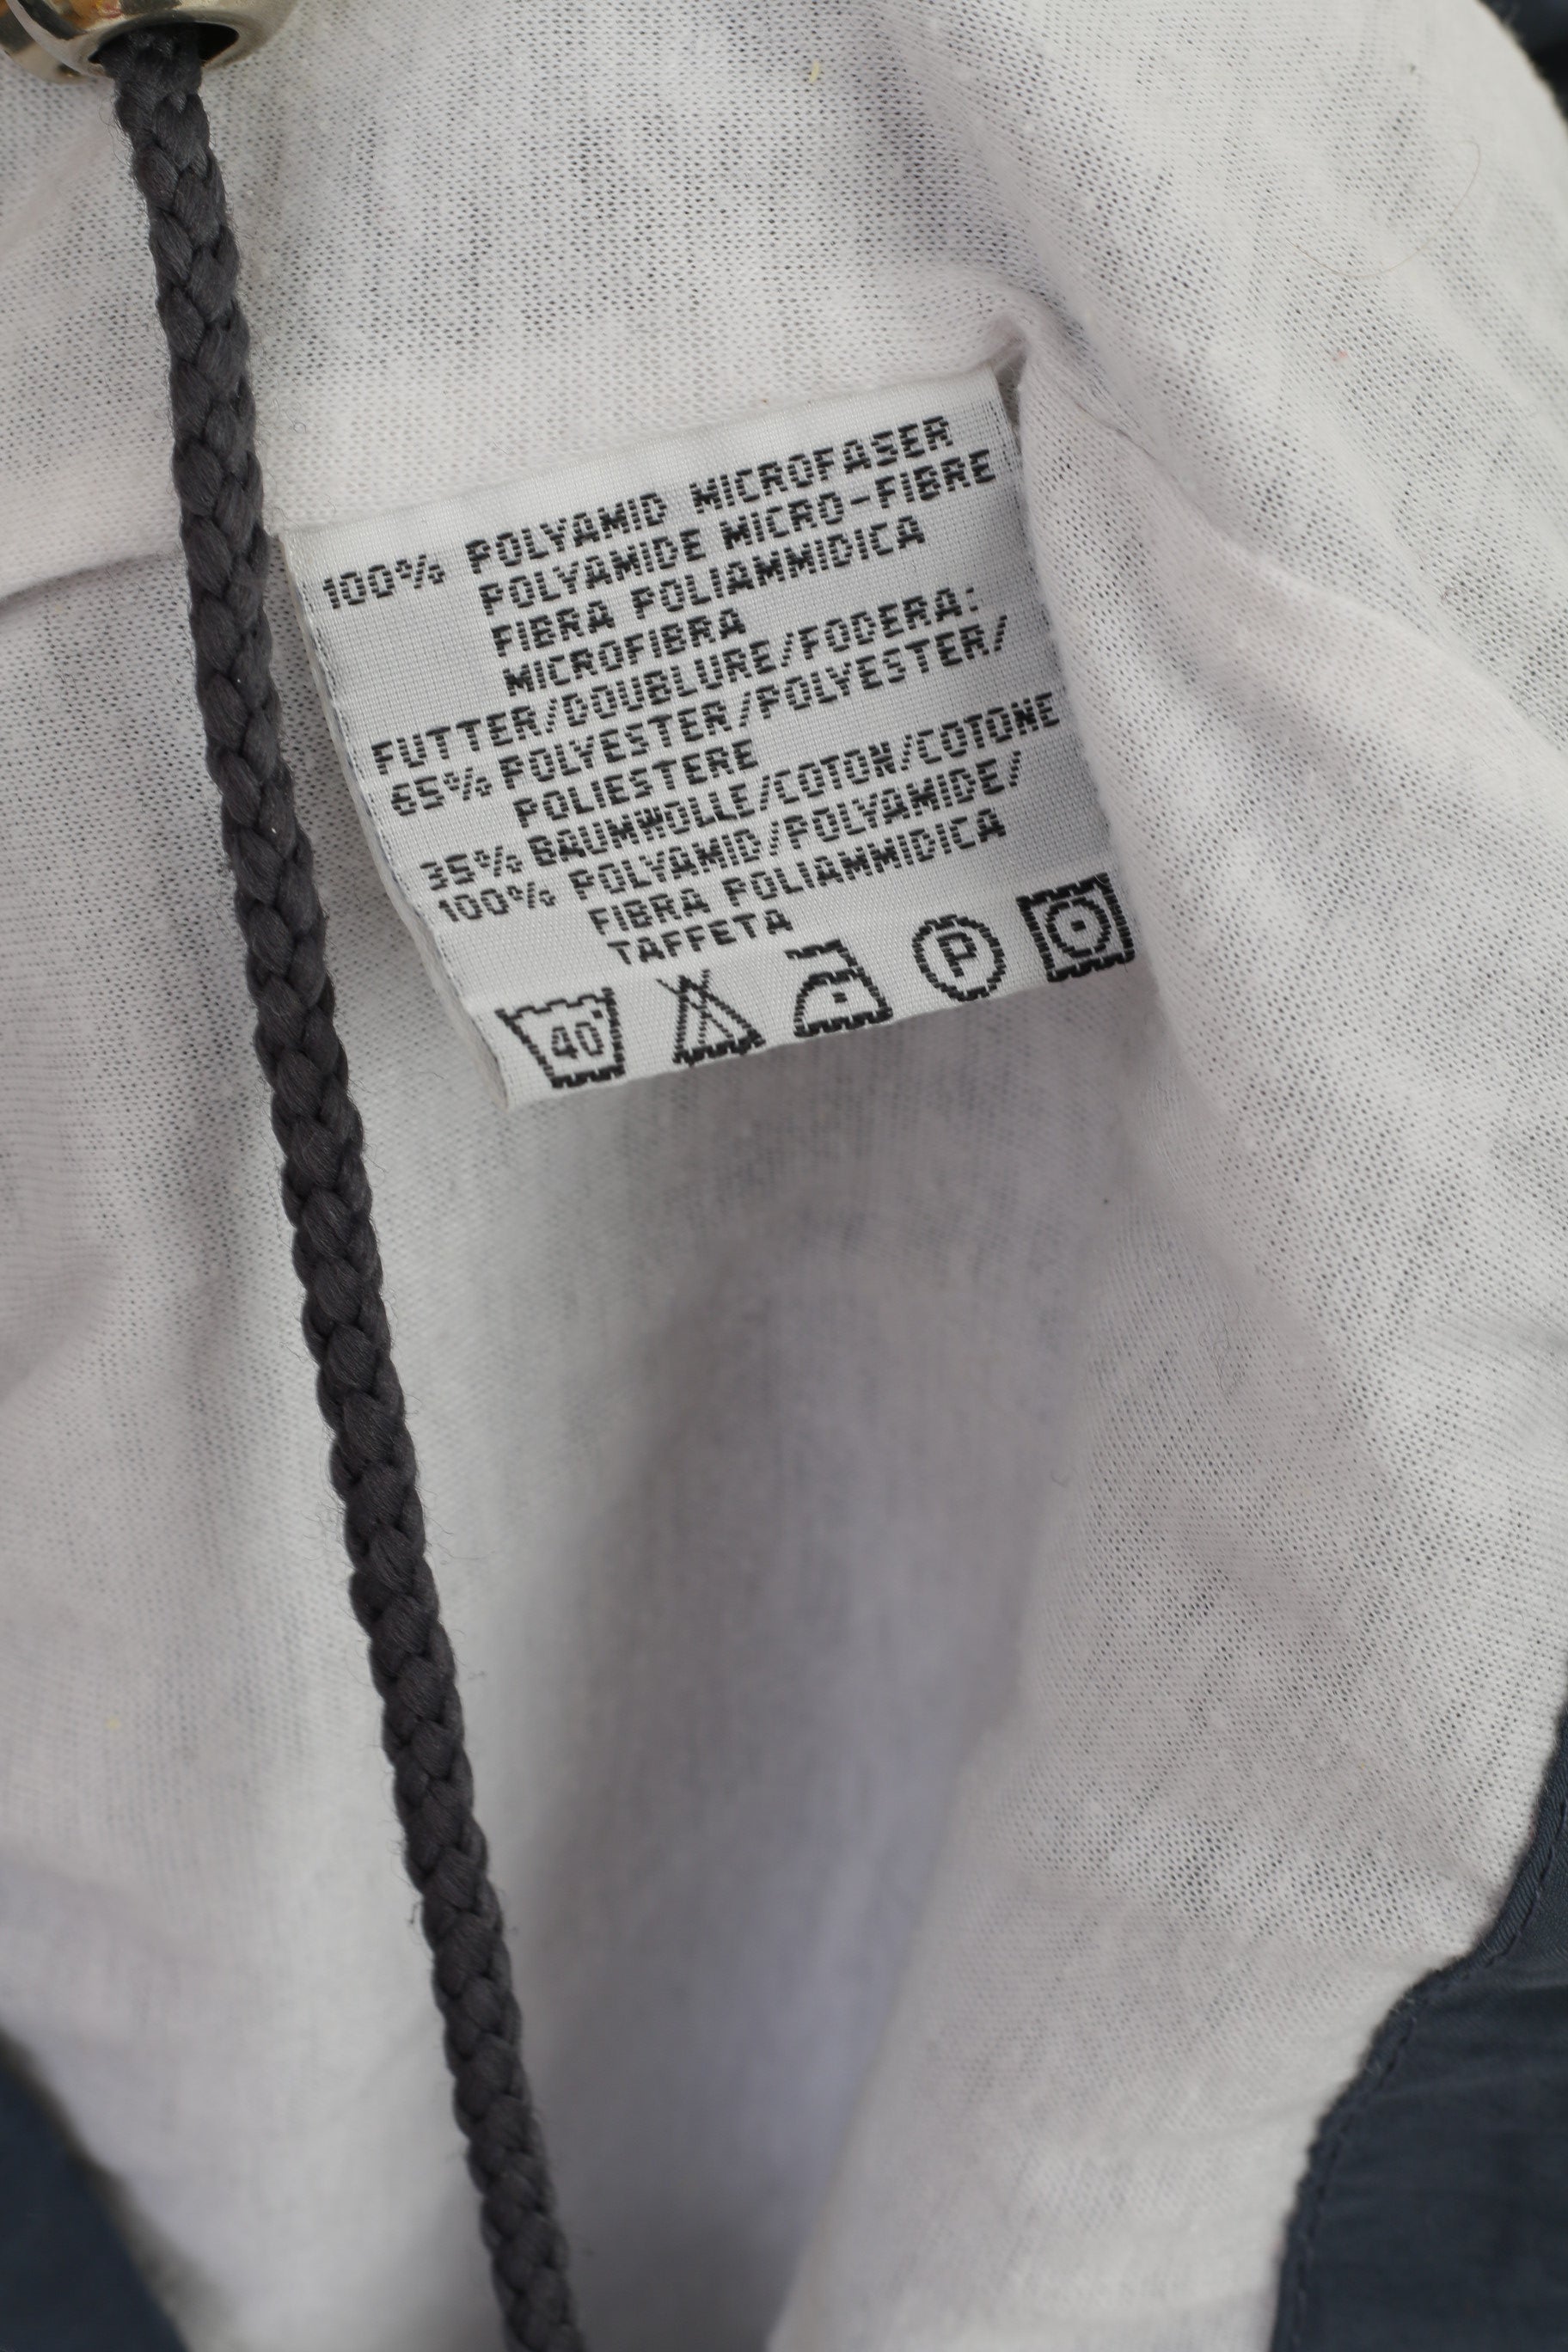 100% POLYAMID MICROFASER
POLYAMIDE MICRO-FIBRE
FIBRA POLIAMMIDICA
MICROFIBRA
FUTTER/DOUBLURE/FODERA:
65% POLYESTER/POLYESTER/
POLIESTERE
35% BAUMWOLLE/COTON/COTONE
100% POLYAMID/POLYAMIDE/
FIBRA POLIAMMIDICA
TAFFETA
40° P